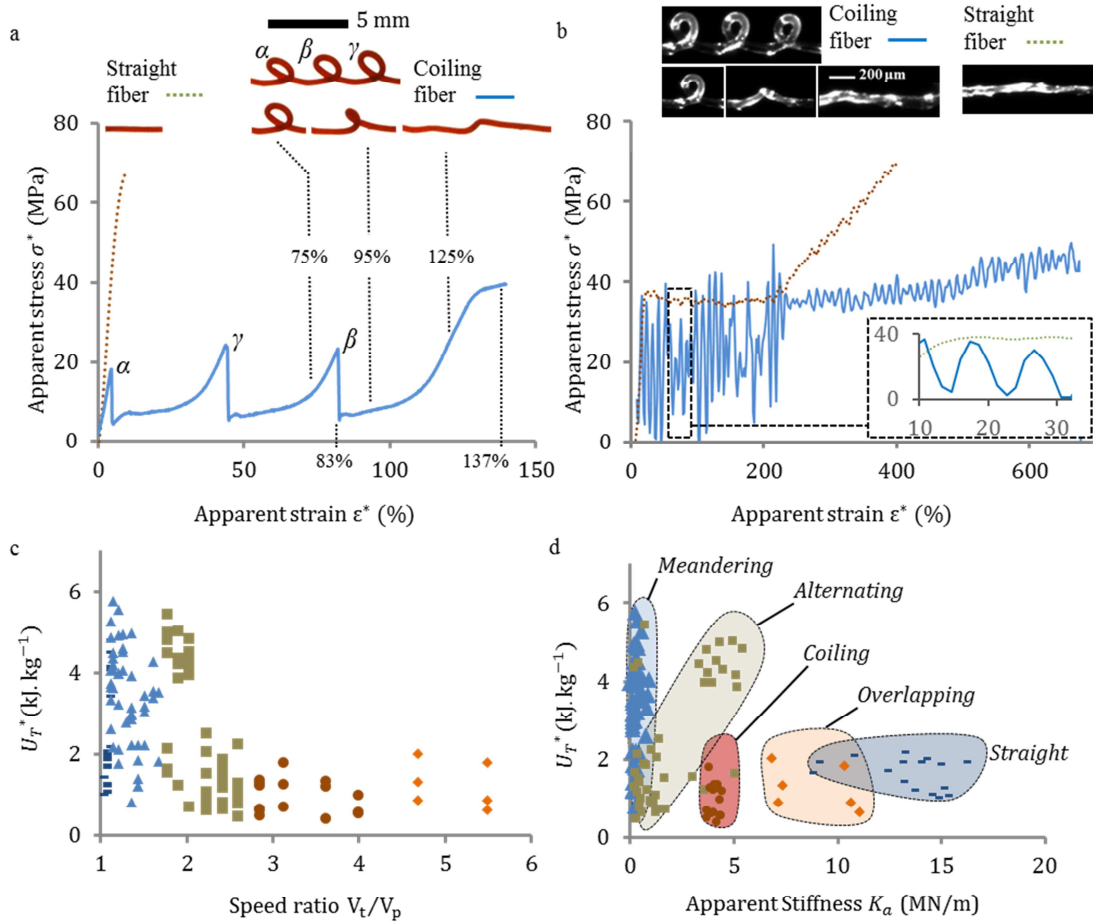 a
5 mm
α β γ
Straight fiber
Coiling fiber
80
60
40
20
0
Apparent stress σ* (MPa)
75% 95% 125%
α
γ
β
83%
137%
0 50 100 150
Apparent strain ε* (%)
b
Coiling fiber
Straight fiber
200 μm
80
60
40
20
0
Apparent stress σ* (MPa)
40
0
10 20 30
0 200 400 600
Apparent strain ε* (%)
c
6
4
2
0
U_T* (kJ. kg⁻¹)
1 2 3 4 5 6
Speed ratio V_t/V_p
d
Meandering
Alternating
Coiling
Overlapping
Straight
6
4
2
0
U_T* (kJ. kg⁻¹)
0 5 10 15 20
Apparent Stiffness K_a (MN/m)